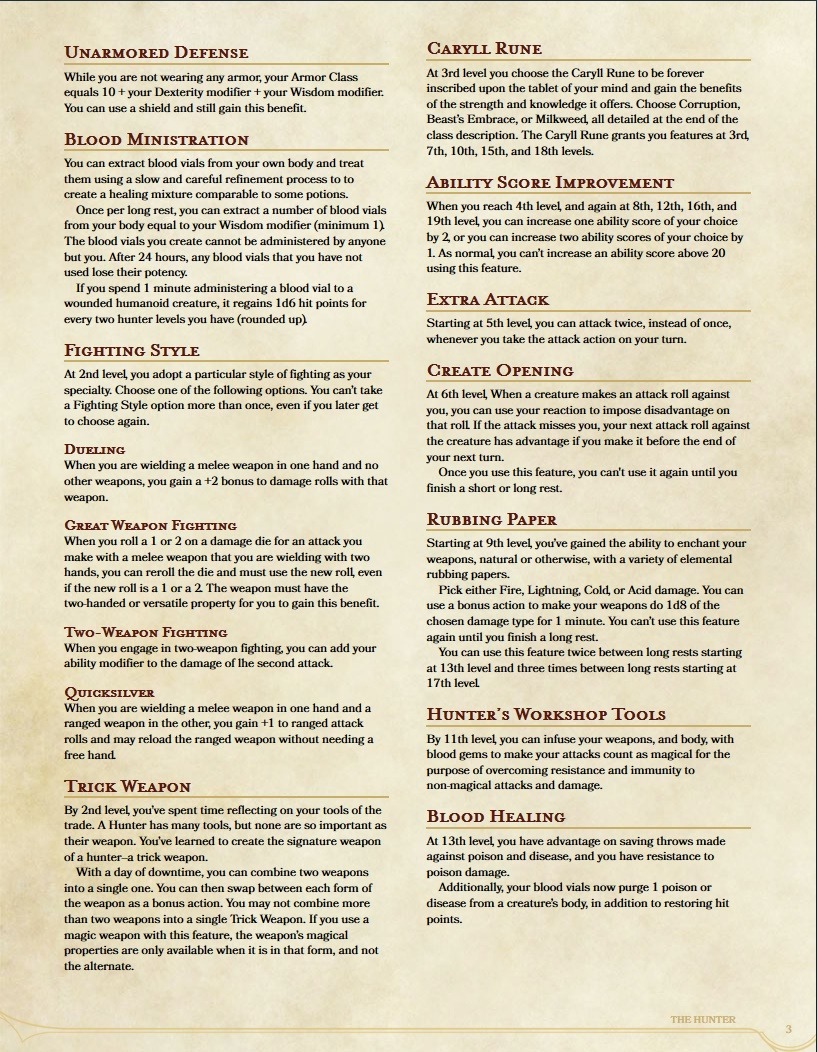 Unarmored Defense
While you are not wearing any armor, your Armor Class
equals 10 + your Dexterity modifier + your Wisdom modifier.
You can use a shield and still gain this benefit.
Blood Ministration
You can extract blood vials from your own body and treat
them using a slow and careful refinement process to to
create a healing mixture comparable to some potions.
Once per long rest, you can extract a number of blood vials
from your body equal to your Wisdom modifier (minimum 1).
The blood vials you create cannot be administered by anyone
but you. After 24 hours, any blood vials that you have not
used lose their potency.
If you spend 1 minute administering a blood vial to a
wounded humanoid creature, it regains 1d6 hit points for
every two hunter levels you have (rounded up).
Fighting Style
At 2nd level, you adopt a particular style of fighting as your
specialty. Choose one of the following options. You can't take
a Fighting Style option more than once, even if you later get
to choose again.
Dueling
When you are wielding a melee weapon in one hand and no
other weapons, you gain a +2 bonus to damage rolls with that
weapon.
Great Weapon Fighting
When you roll a 1 or 2 on a damage die for an attack you
make with a melee weapon that you are wielding with two
hands, you can reroll the die and must use the new roll, even
if the new roll is a 1 or a 2. The weapon must have the
two-handed or versatile property for you to gain this benefit.
Two-Weapon Fighting
When you engage in two-weapon fighting, you can add your
ability modifier to the damage of lhe second attack.
Quicksilver
When you are wielding a melee weapon in one hand and a
ranged weapon in the other, you gain +1 to ranged attack
rolls and may reload the ranged weapon without needing a
free hand.
Trick Weapon
By 2nd level, you've spent time reflecting on your tools of the
trade. A Hunter has many tools, but none are so important as
their weapon. You've learned to create the signature weapon
of a hunter–a trick weapon.
With a day of downtime, you can combine two weapons
into a single one. You can then swap between each form of
the weapon as a bonus action. You may not combine more
than two weapons into a single Trick Weapon. If you use a
magic weapon with this feature, the weapon's magical
properties are only available when it is in that form, and not
the alternate.
Caryll Rune
At 3rd level you choose the Caryll Rune to be forever
inscribed upon the tablet of your mind and gain the benefits
of the strength and knowledge it offers. Choose Corruption,
Beast's Embrace, or Milkweed, all detailed at the end of the
class description. The Caryll Rune grants you features at 3rd,
7th, 10th, 15th, and 18th levels.
Ability Score Improvement
When you reach 4th level, and again at 8th, 12th, 16th, and
19th level, you can increase one ability score of your choice
by 2, or you can increase two ability scores of your choice by
1. As normal, you can't increase an ability score above 20
using this feature.
Extra Attack
Starting at 5th level, you can attack twice, instead of once,
whenever you take the attack action on your turn.
Create Opening
At 6th level, When a creature makes an attack roll against
you, you can use your reaction to impose disadvantage on
that roll. If the attack misses you, your next attack roll against
the creature has advantage if you make it before the end of
your next turn.
Once you use this feature, you can't use it again until you
finish a short or long rest.
Rubbing Paper
Starting at 9th level, you've gained the ability to enchant your
weapons, natural or otherwise, with a variety of elemental
rubbing papers.
Pick either Fire, Lightning, Cold, or Acid damage. You can
use a bonus action to make your weapons do 1d8 of the
chosen damage type for 1 minute. You can't use this feature
again until you finish a long rest.
You can use this feature twice between long rests starting
at 13th level and three times between long rests starting at
17th level.
Hunter's Workshop Tools
By 11th level, you can infuse your weapons, and body, with
blood gems to make your attacks count as magical for the
purpose of overcoming resistance and immunity to
non-magical attacks and damage.
Blood Healing
At 13th level, you have advantage on saving throws made
against poison and disease, and you have resistance to
poison damage.
Additionally, your blood vials now purge 1 poison or
disease from a creature's body, in addition to restoring hit
points.
THE HUNTER
3